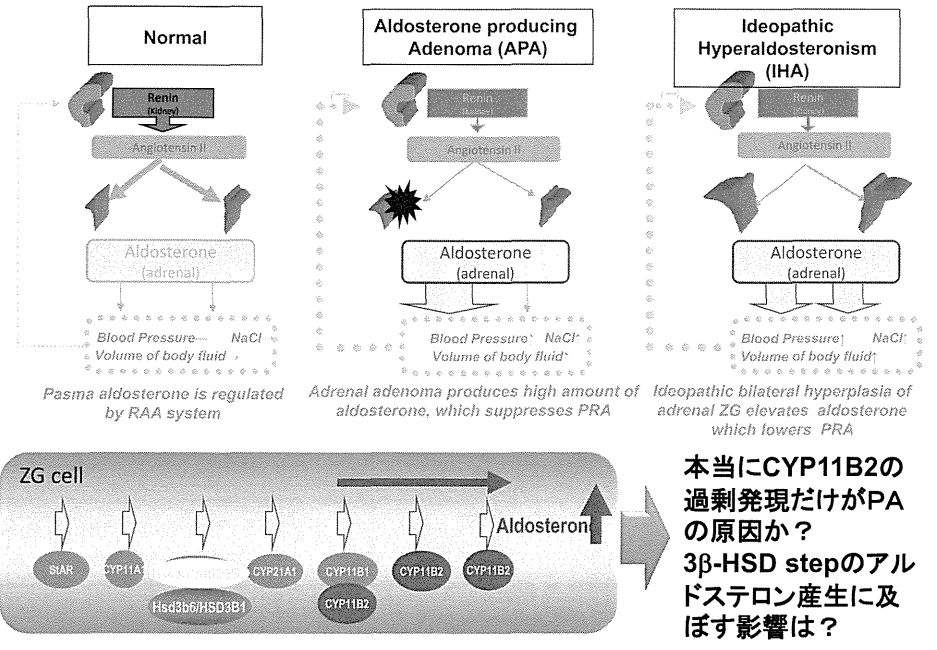 Normal
Aldosterone producing
Adenoma (APA)
Ideopathic
Hyperaldosteronism
(IHA)
Renin
(Kidney)
Angiotensin II
Aldosterone
(adrenal)
Blood Pressure— NaCl
Volume of body fluid
Pasma aldosterone is regulated
by RAA system
Renin
(Kidney)
Angiotensin II
Aldosterone
(adrenal)
Blood Pressure↑ NaCl↑
Volume of body fluid↑
Adrenal adenoma produces high amount of
aldosterone, which suppresses PRA
Renin
(Kidney)
Angiotensin II
Aldosterone
(adrenal)
Blood Pressure↑ NaCl↑
Volume of body fluid↑
Ideopathic bilateral hyperplasia of
adrenal ZG elevates aldosterone
which lowers PRA
ZG cell
Aldosterone
StAR
CYP11A1
Hsd3b6/HSD3B1
CYP21A1
CYP11B1
CYP11B2
CYP11B2
CYP11B2
本当にCYP11B2の
過剰発現だけがPA
の原因か？
3β-HSD stepのアル
ドステロン産生に及
ぼす影響は？